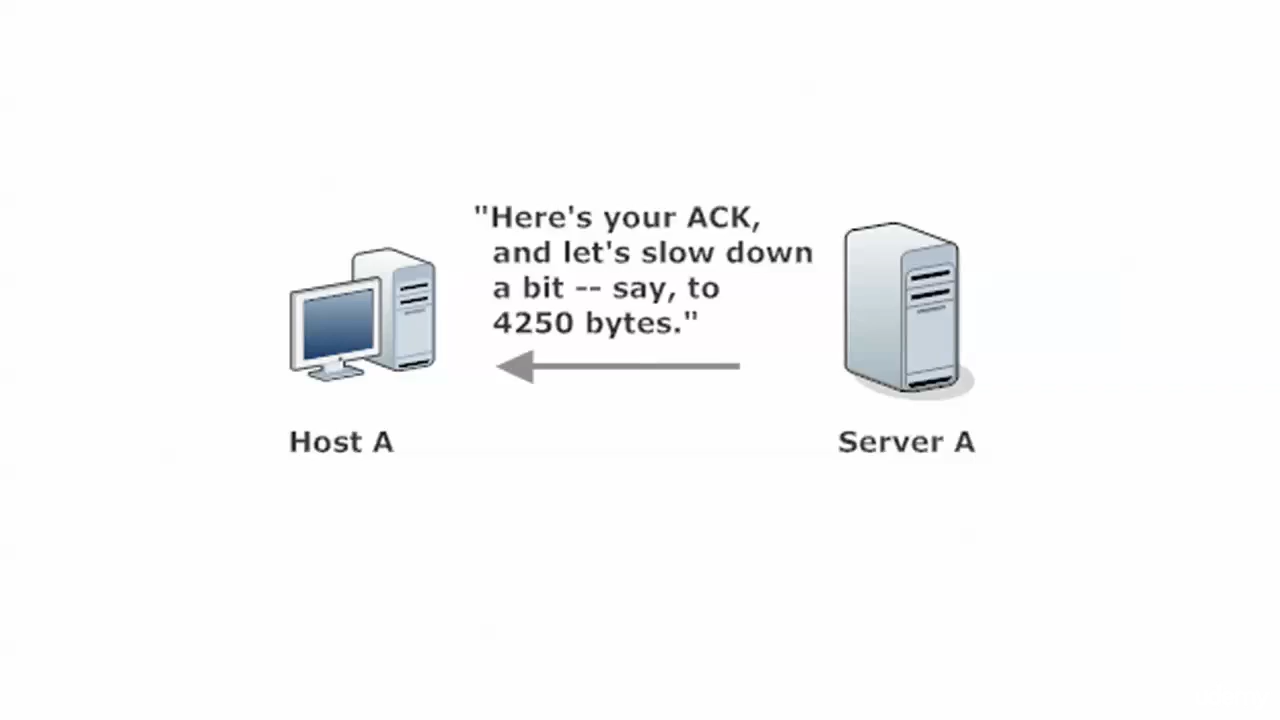 "Here's your ACK,
and let's slow down
a bit -- say, to
4250 bytes."
Host A
Server A